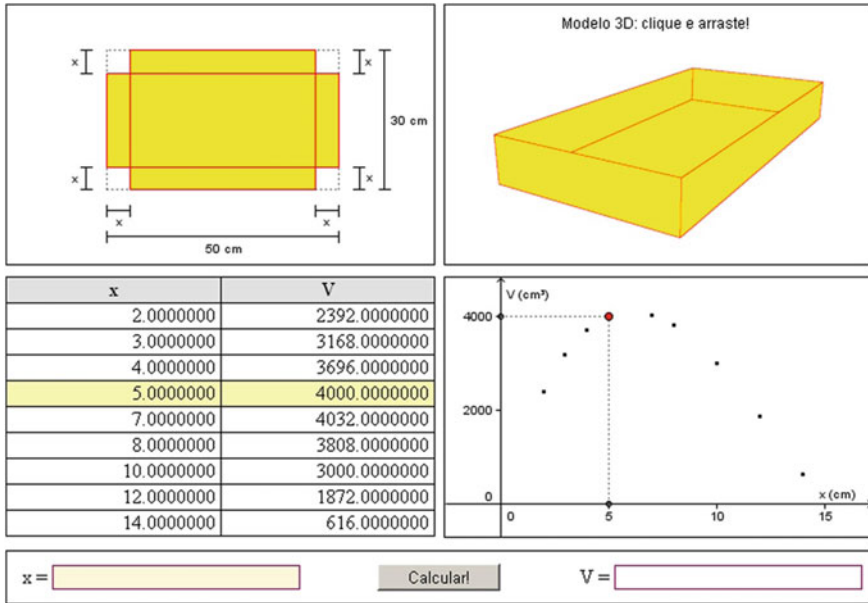 x
x
x
x
30 cm
x
x
50 cm
Modelo 3D: clique e arraste!
x V
2.0000000 2392.0000000
3.0000000 3168.0000000
4.0000000 3696.0000000
5.0000000 4000.0000000
7.0000000 4032.0000000
8.0000000 3808.0000000
10.0000000 3000.0000000
12.0000000 1872.0000000
14.0000000 616.0000000
V (cm³)
4000
2000
0
x (cm)
0 5 10 15
x = Calcular! V =